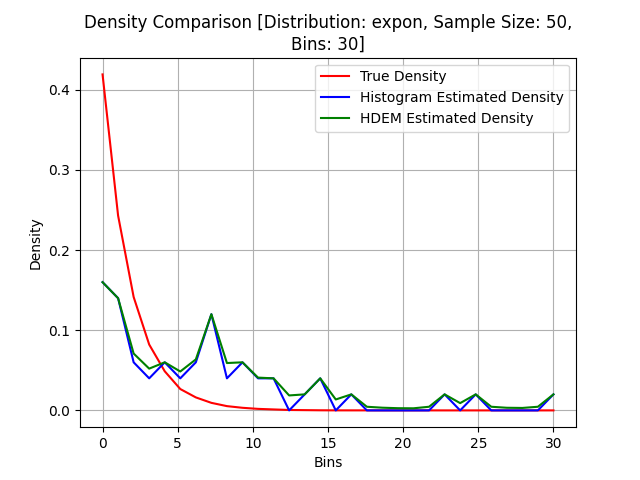 Density Comparison [Distribution: expon, Sample Size: 50,
Bins: 30]
True Density
Histogram Estimated Density
HDEM Estimated Density
Density
0.4
0.3
0.2
0.1
0.0
0 5 10 15 20 25 30
Bins